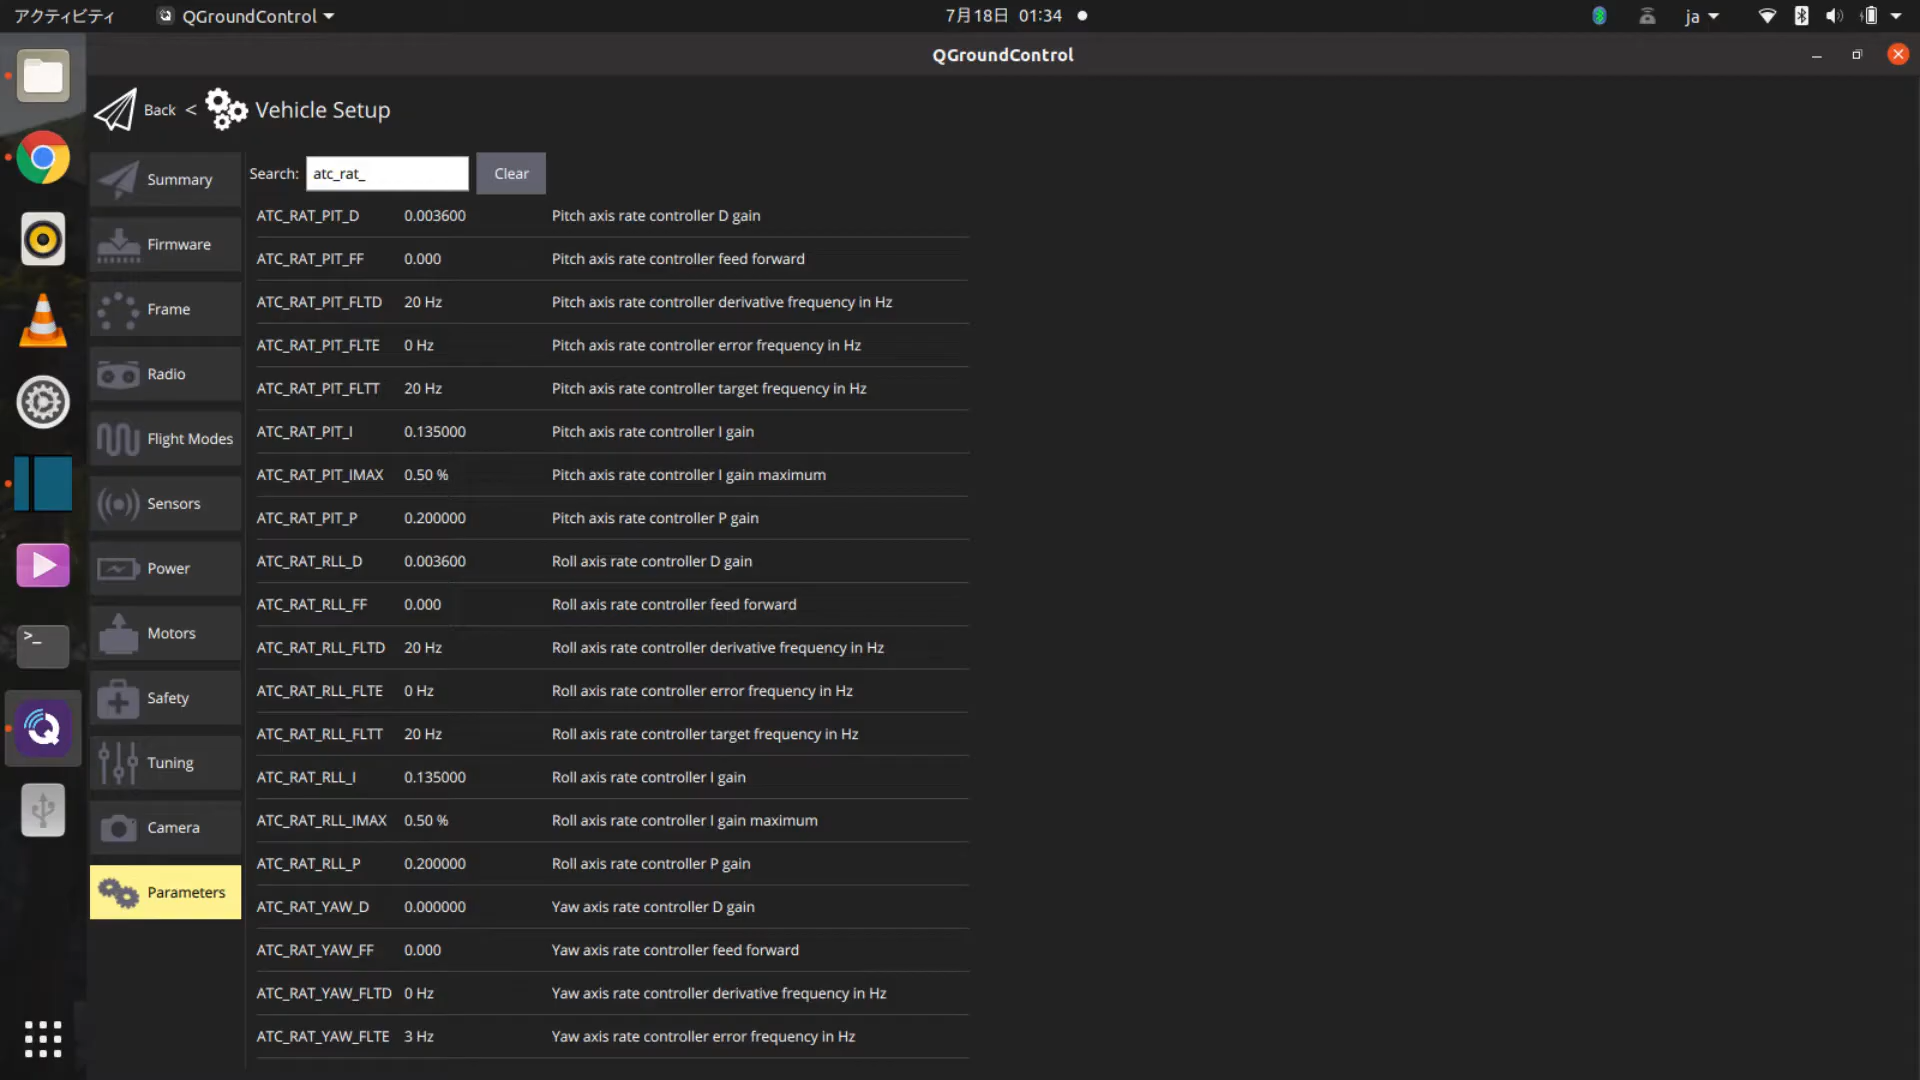 アクティビティ
QGroundControl
7月18日 01:34
ja
QGroundControl
Back < Vehicle Setup
Summary
Firmware
Frame
Radio
Flight Modes
Sensors
Power
Motors
Safety
Tuning
Camera
Parameters
Search: atc_rat_ Clear
ATC_RAT_PIT_D 0.003600 Pitch axis rate controller D gain
ATC_RAT_PIT_FF 0.000 Pitch axis rate controller feed forward
ATC_RAT_PIT_FLTD 20 Hz Pitch axis rate controller derivative frequency in Hz
ATC_RAT_PIT_FLTE 0 Hz Pitch axis rate controller error frequency in Hz
ATC_RAT_PIT_FLTT 20 Hz Pitch axis rate controller target frequency in Hz
ATC_RAT_PIT_I 0.135000 Pitch axis rate controller I gain
ATC_RAT_PIT_IMAX 0.50 % Pitch axis rate controller I gain maximum
ATC_RAT_PIT_P 0.200000 Pitch axis rate controller P gain
ATC_RAT_RLL_D 0.003600 Roll axis rate controller D gain
ATC_RAT_RLL_FF 0.000 Roll axis rate controller feed forward
ATC_RAT_RLL_FLTD 20 Hz Roll axis rate controller derivative frequency in Hz
ATC_RAT_RLL_FLTE 0 Hz Roll axis rate controller error frequency in Hz
ATC_RAT_RLL_FLTT 20 Hz Roll axis rate controller target frequency in Hz
ATC_RAT_RLL_I 0.135000 Roll axis rate controller I gain
ATC_RAT_RLL_IMAX 0.50 % Roll axis rate controller I gain maximum
ATC_RAT_RLL_P 0.200000 Roll axis rate controller P gain
ATC_RAT_YAW_D 0.000000 Yaw axis rate controller D gain
ATC_RAT_YAW_FF 0.000 Yaw axis rate controller feed forward
ATC_RAT_YAW_FLTD 0 Hz Yaw axis rate controller derivative frequency in Hz
ATC_RAT_YAW_FLTE 3 Hz Yaw axis rate controller error frequency in Hz